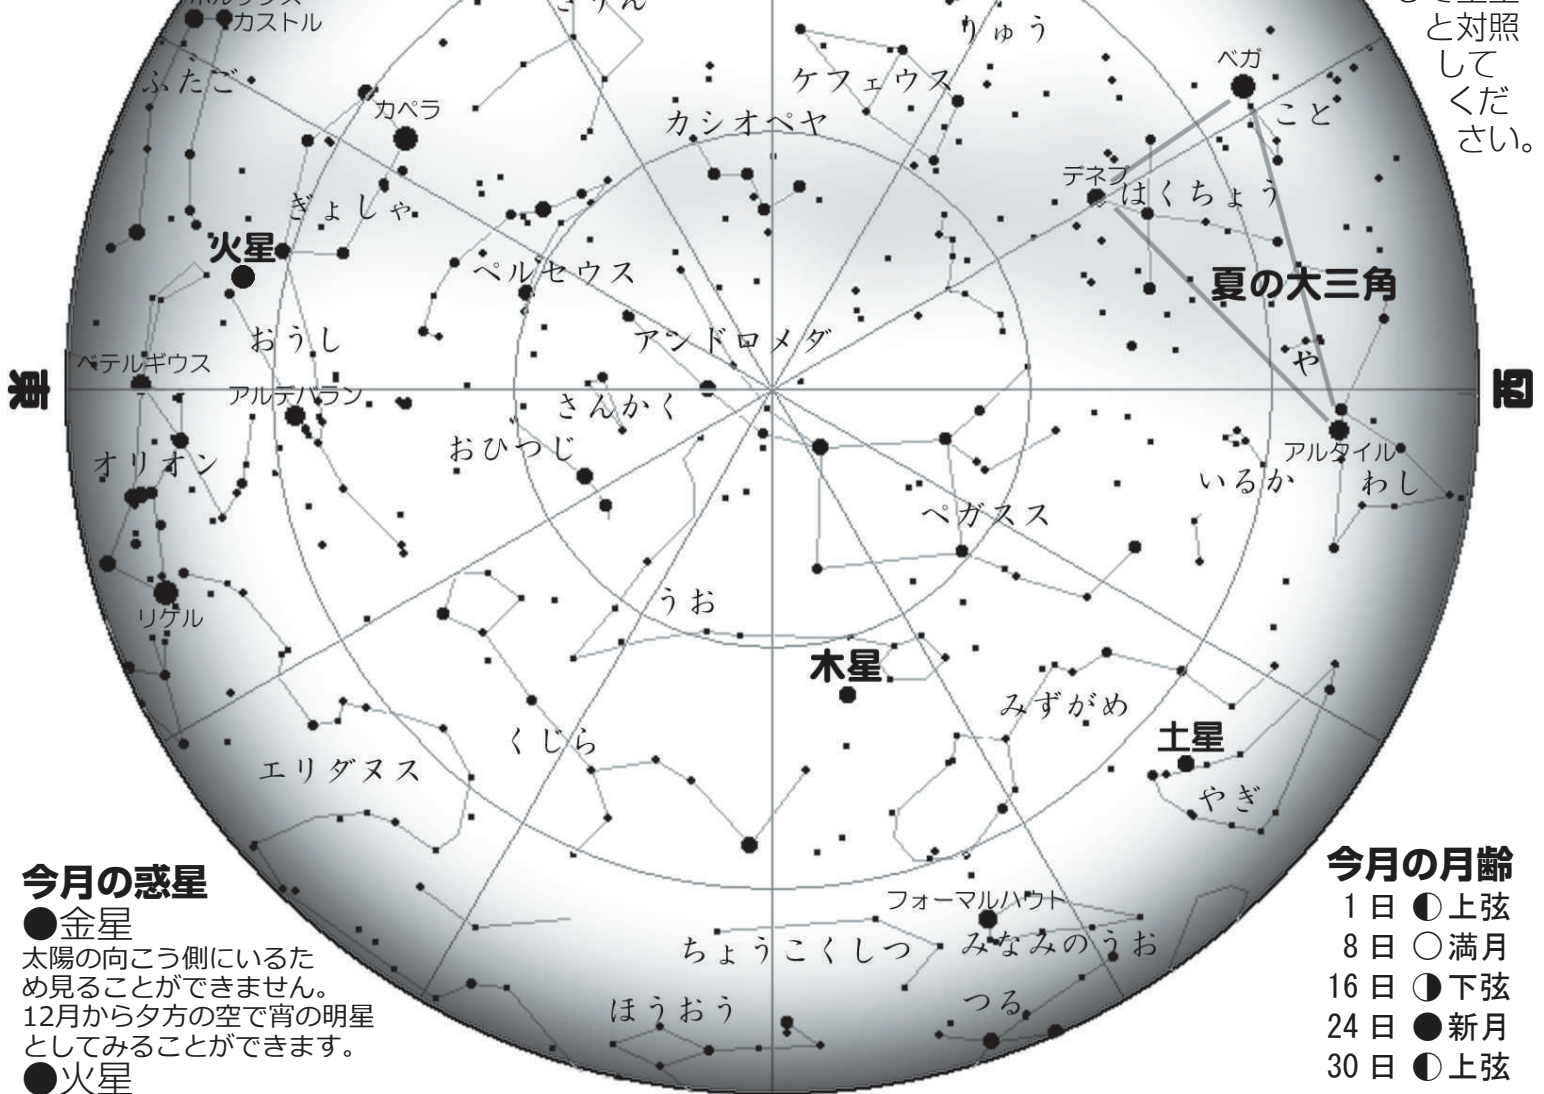 カストル
と対照
して
くだ
さい。
りゅう
ベガ
ふたご
ケフェウス
カペラ
カシオペヤ
こと
デネブ
はくちょう
ぎょしゃ
火星
ペルセウス
夏の大三角
おうし
アンドロメダ
ベテルギウス
や
東
アルデバラン
さんかく
西
おひつじ
アルタイル
オリオン
いるか
わし
ペガスス
うお
リゲル
木星
みずがめ
くじら
土星
エリダヌス
やぎ
フォーマルハウト
ちょうこくしつ
みなみのうお
ほうおう
つる
今月の惑星
●金星
太陽の向こう側にいるた
め見ることができません。
12月から夕方の空で宵の明星
としてみることができます。
●火星
今月の月齢
1日 ◐上弦
8日 ○満月
16日 ◑下弦
24日 ●新月
30日 ◐上弦